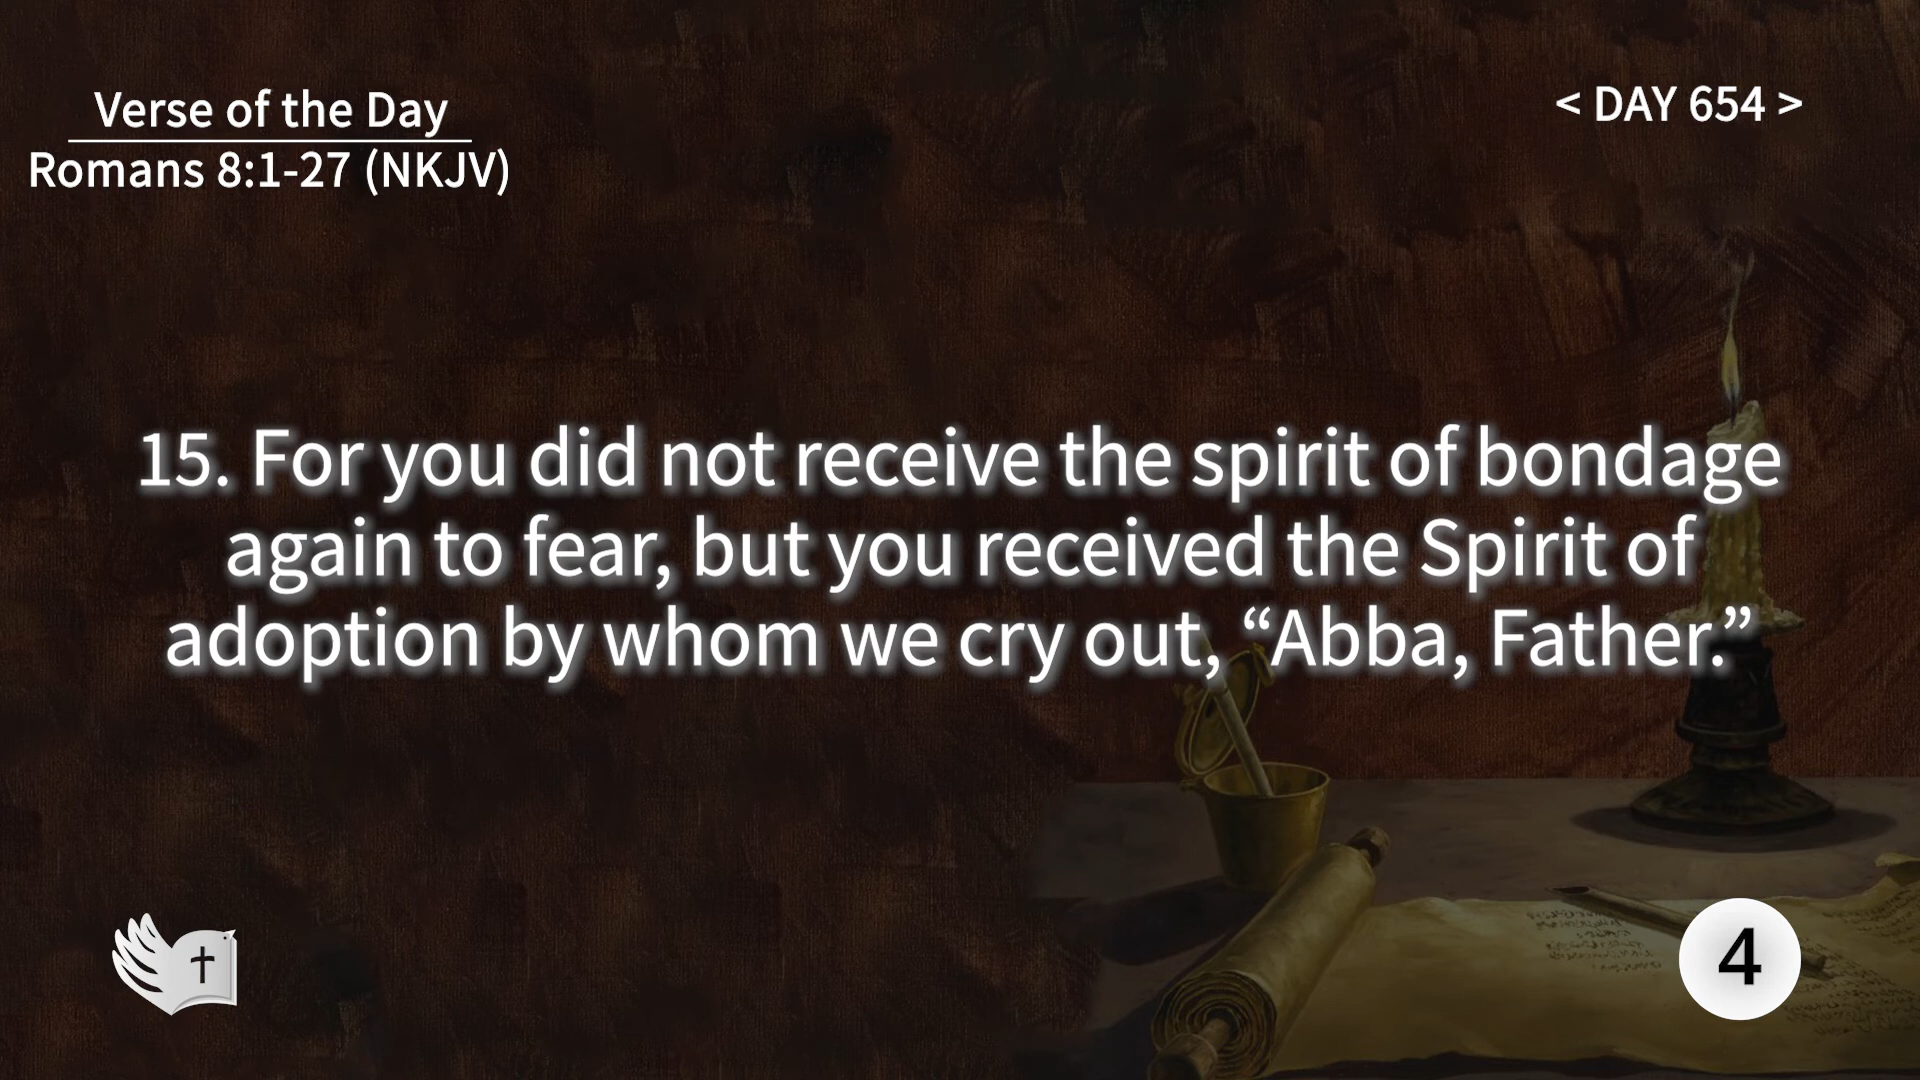 Verse of the Day
Romans 8:1-27 (NKJV)
< DAY 654 >
15. For you did not receive the spirit of bondage
again to fear, but you received the Spirit of
adoption by whom we cry out, “Abba, Father.”
4